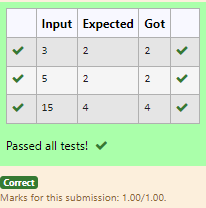 Input Expected Got
3 2 2
5 2 2
15 4 4
Passed all tests!
Correct
Marks for this submission: 1.00/1.00.